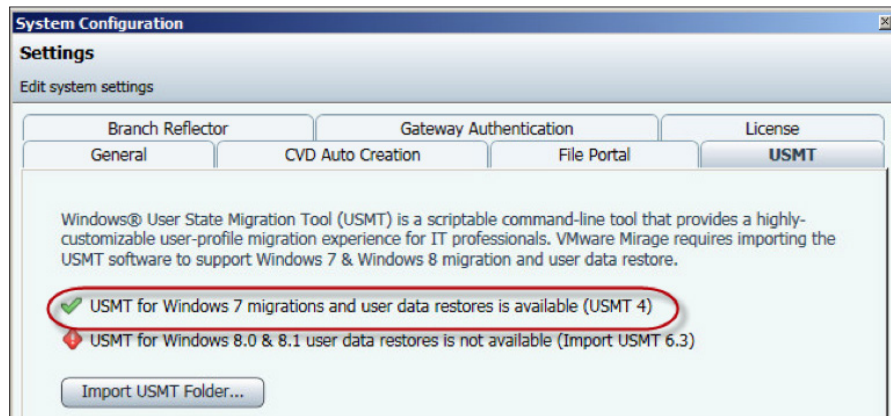 System Configuration
Settings
Edit system settings
Branch Reflector
Gateway Authentication
License
General
CVD Auto Creation
File Portal
USMT
Windows® User State Migration Tool (USMT) is a scriptable command-line tool that provides a highly-
customizable user-profile migration experience for IT professionals. VMware Mirage requires importing the
USMT software to support Windows 7 & Windows 8 migration and user data restore.
USMT for Windows 7 migrations and user data restores is available (USMT 4)
USMT for Windows 8.0 & 8.1 user data restores is not available (Import USMT 6.3)
Import USMT Folder...